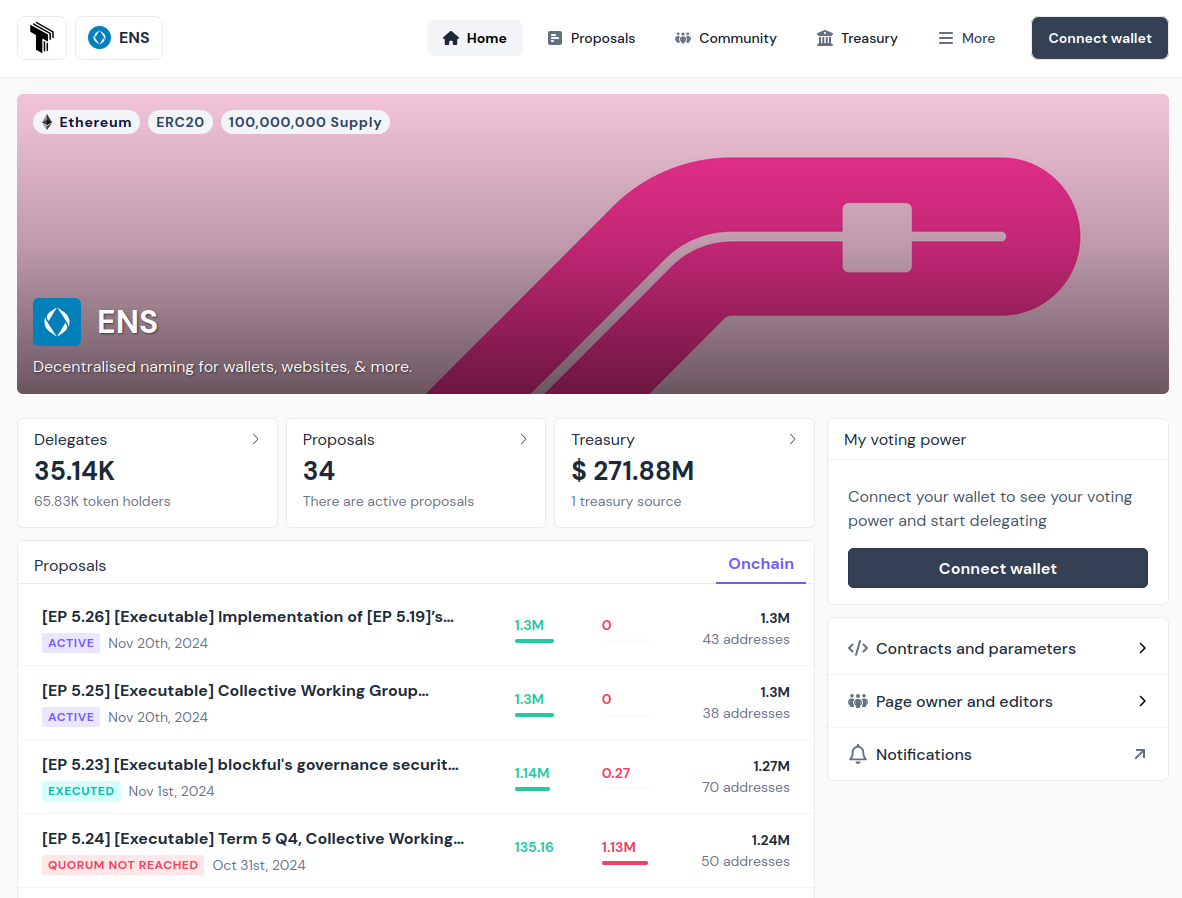 ENS
Home
Proposals
Community
Treasury
More
Connect wallet
Ethereum
ERC20
100,000,000 Supply
ENS
Decentralised naming for wallets, websites, & more.
Delegates
35.14K
65.83K token holders
Proposals
34
There are active proposals
Treasury
$ 271.88M
1 treasury source
My voting power
Connect your wallet to see your voting
power and start delegating
Connect wallet
Proposals
Onchain
[EP 5.26] [Executable] Implementation of [EP 5.19]’s...
ACTIVE Nov 20th, 2024
1.3M
0
1.3M
43 addresses
[EP 5.25] [Executable] Collective Working Group...
ACTIVE Nov 20th, 2024
1.3M
0
1.3M
38 addresses
[EP 5.23] [Executable] blockful's governance securit...
EXECUTED Nov 1st, 2024
1.14M
0.27
1.27M
70 addresses
[EP 5.24] [Executable] Term 5 Q4, Collective Working...
QUORUM NOT REACHED Oct 31st, 2024
135.16
1.13M
1.24M
50 addresses
Contracts and parameters
Page owner and editors
Notifications